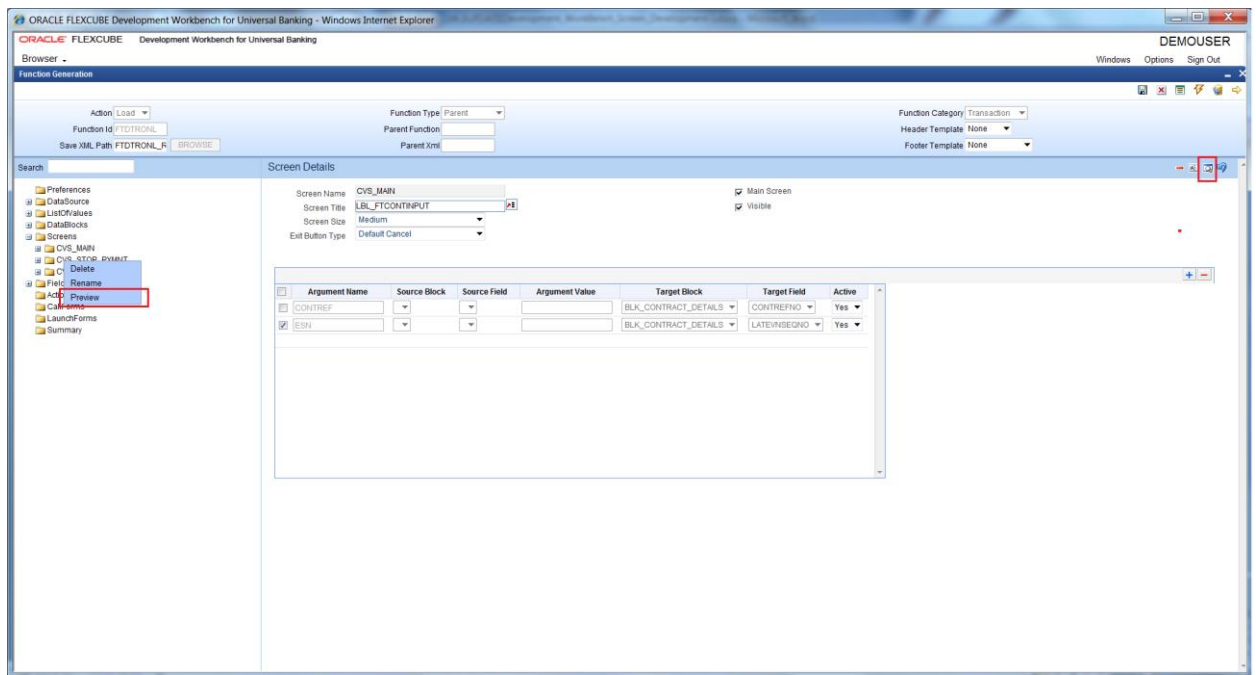 ORACLE FLEXCUBE Development Workbench for Universal Banking - Windows Internet Explorer
ORACLE FLEXCUBE Development Workbench for Universal Banking DEMOUSER
Browser Windows Options Sign Out
Function Generation
Action Load Function Type Parent Function Category Transaction
Function Id FTDTRONL Parent Function Header Template None
Save XML Path FTDTRONL_R BROWSE Parent Xml Footer Template None
Search Screen Details
Preferences
DataSource
ListOfValues
DataBlocks
Screens
CVS_MAIN
CVS_STOP_PYMNT
Delete
Rename
Preview
CallForms
LaunchForms
Summary
Screen Name CVS_MAIN Main Screen
Screen Title LBL_FTCONTINPUT Visible
Screen Size Medium
Exit Button Type Default Cancel
Argument Name Source Block Source Field Argument Value Target Block Target Field Active
CONTREF BLK_CONTRACT_DETAILS CONTREFNO Yes
ESN BLK_CONTRACT_DETAILS LATEVNSEQNO Yes